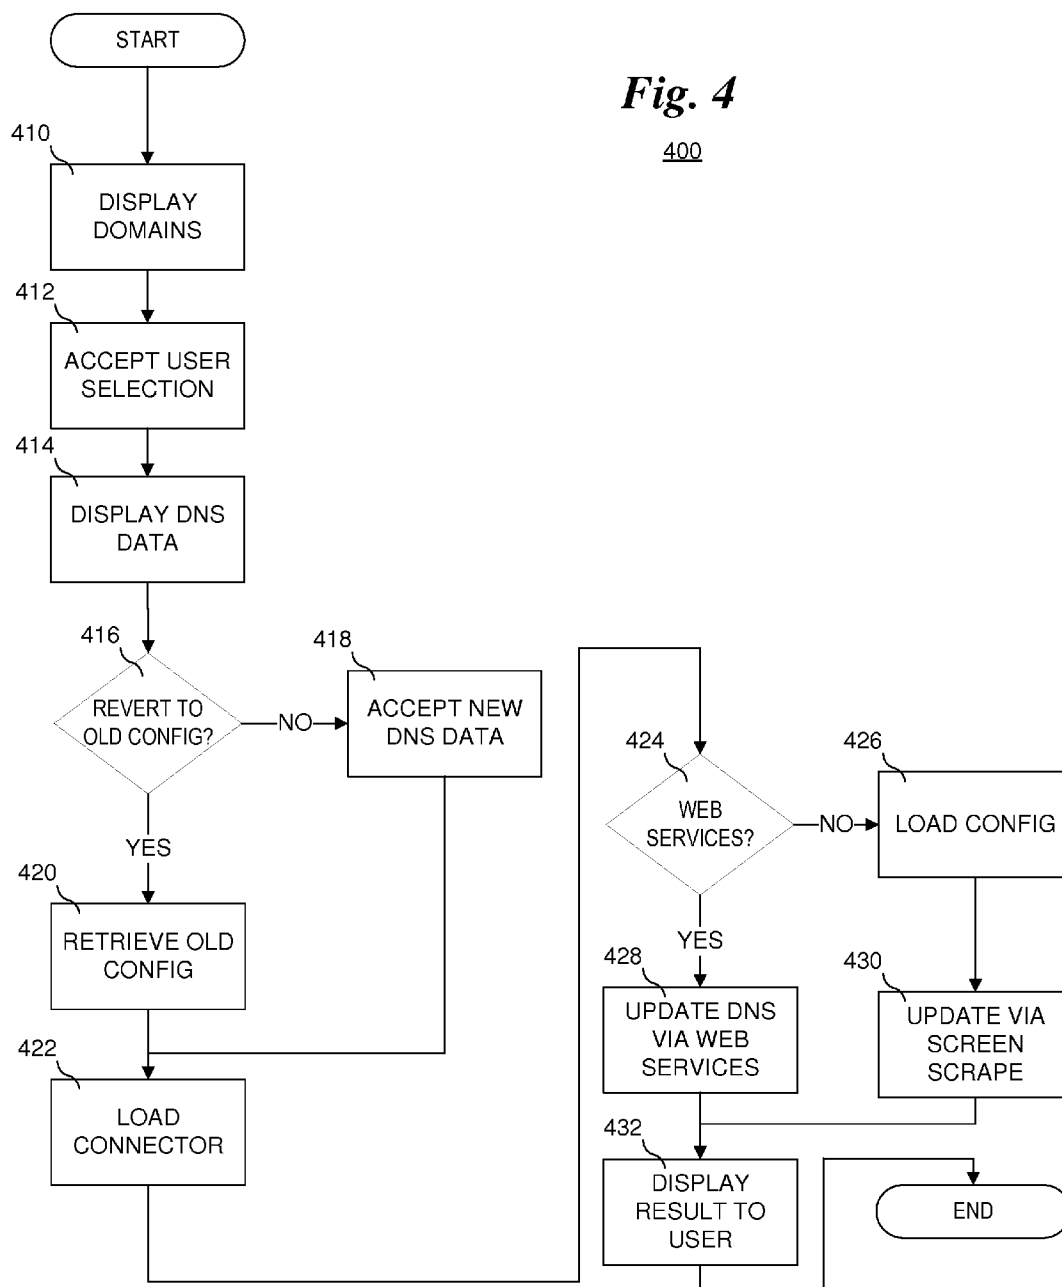 START
Fig. 4
400
410
DISPLAY
DOMAINS
412
ACCEPT USER
SELECTION
414
DISPLAY DNS
DATA
416
REVERT TO
OLD CONFIG?
NO
418
ACCEPT NEW
DNS DATA
YES
420
RETRIEVE OLD
CONFIG
422
LOAD
CONNECTOR
424
WEB
SERVICES?
NO
426
LOAD CONFIG
YES
428
UPDATE DNS
VIA WEB
SERVICES
430
UPDATE VIA
SCREEN
SCRAPE
432
DISPLAY
RESULT TO
USER
END